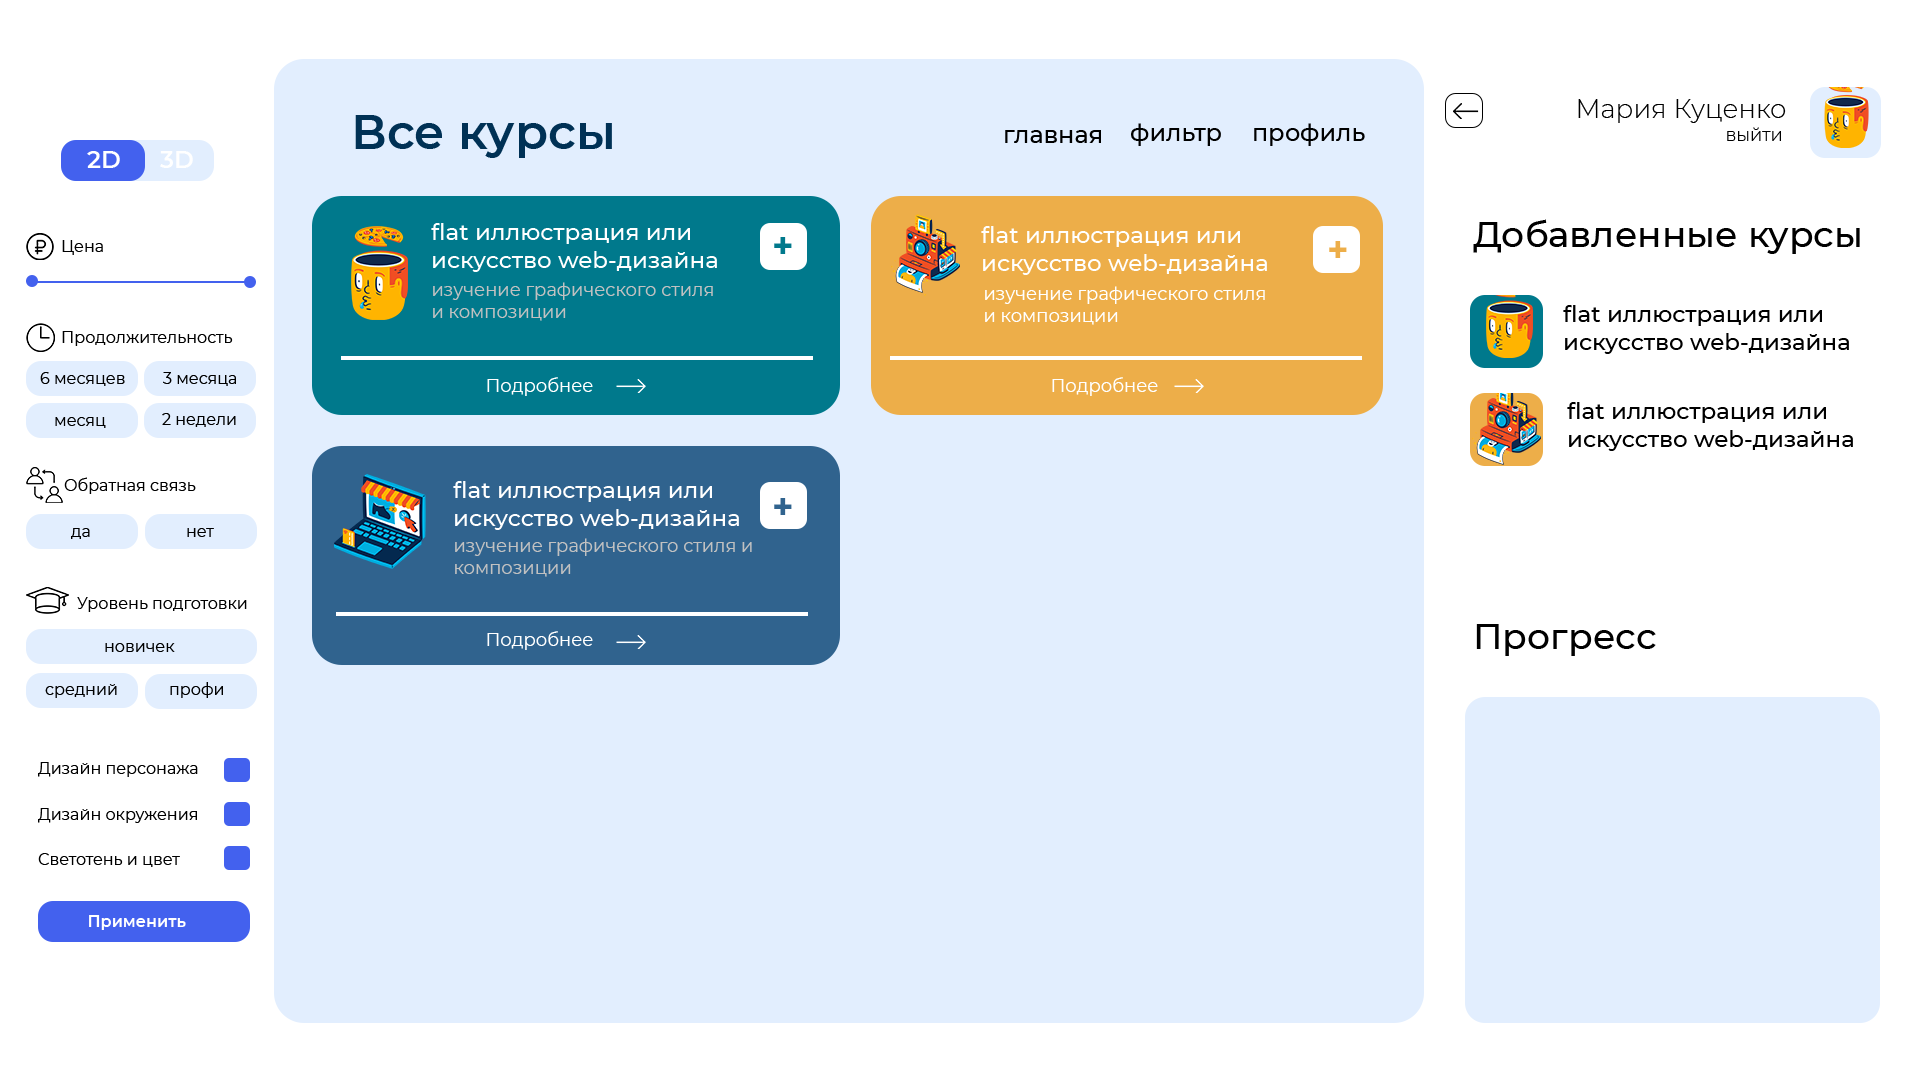 2D 3D
Цена
Продолжительность
6 месяцев 3 месяца
месяц 2 недели
Обратная связь
да нет
Уровень подготовки
новичек
средний профи
Дизайн персонажа
Дизайн окружения
Светотень и цвет
Применить
Все курсы
главная фильтр профиль
flat иллюстрация или
искусство web-дизайна
изучение графического стиля
и композиции
+
Подробнее
flat иллюстрация или
искусство web-дизайна
изучение графического стиля
и композиции
+
Подробнее
flat иллюстрация или
искусство web-дизайна
изучение графического стиля и
композиции
+
Подробнее
Мария Куценко
выйти
Добавленные курсы
flat иллюстрация или
искусство web-дизайна
flat иллюстрация или
искусство web-дизайна
Прогресс